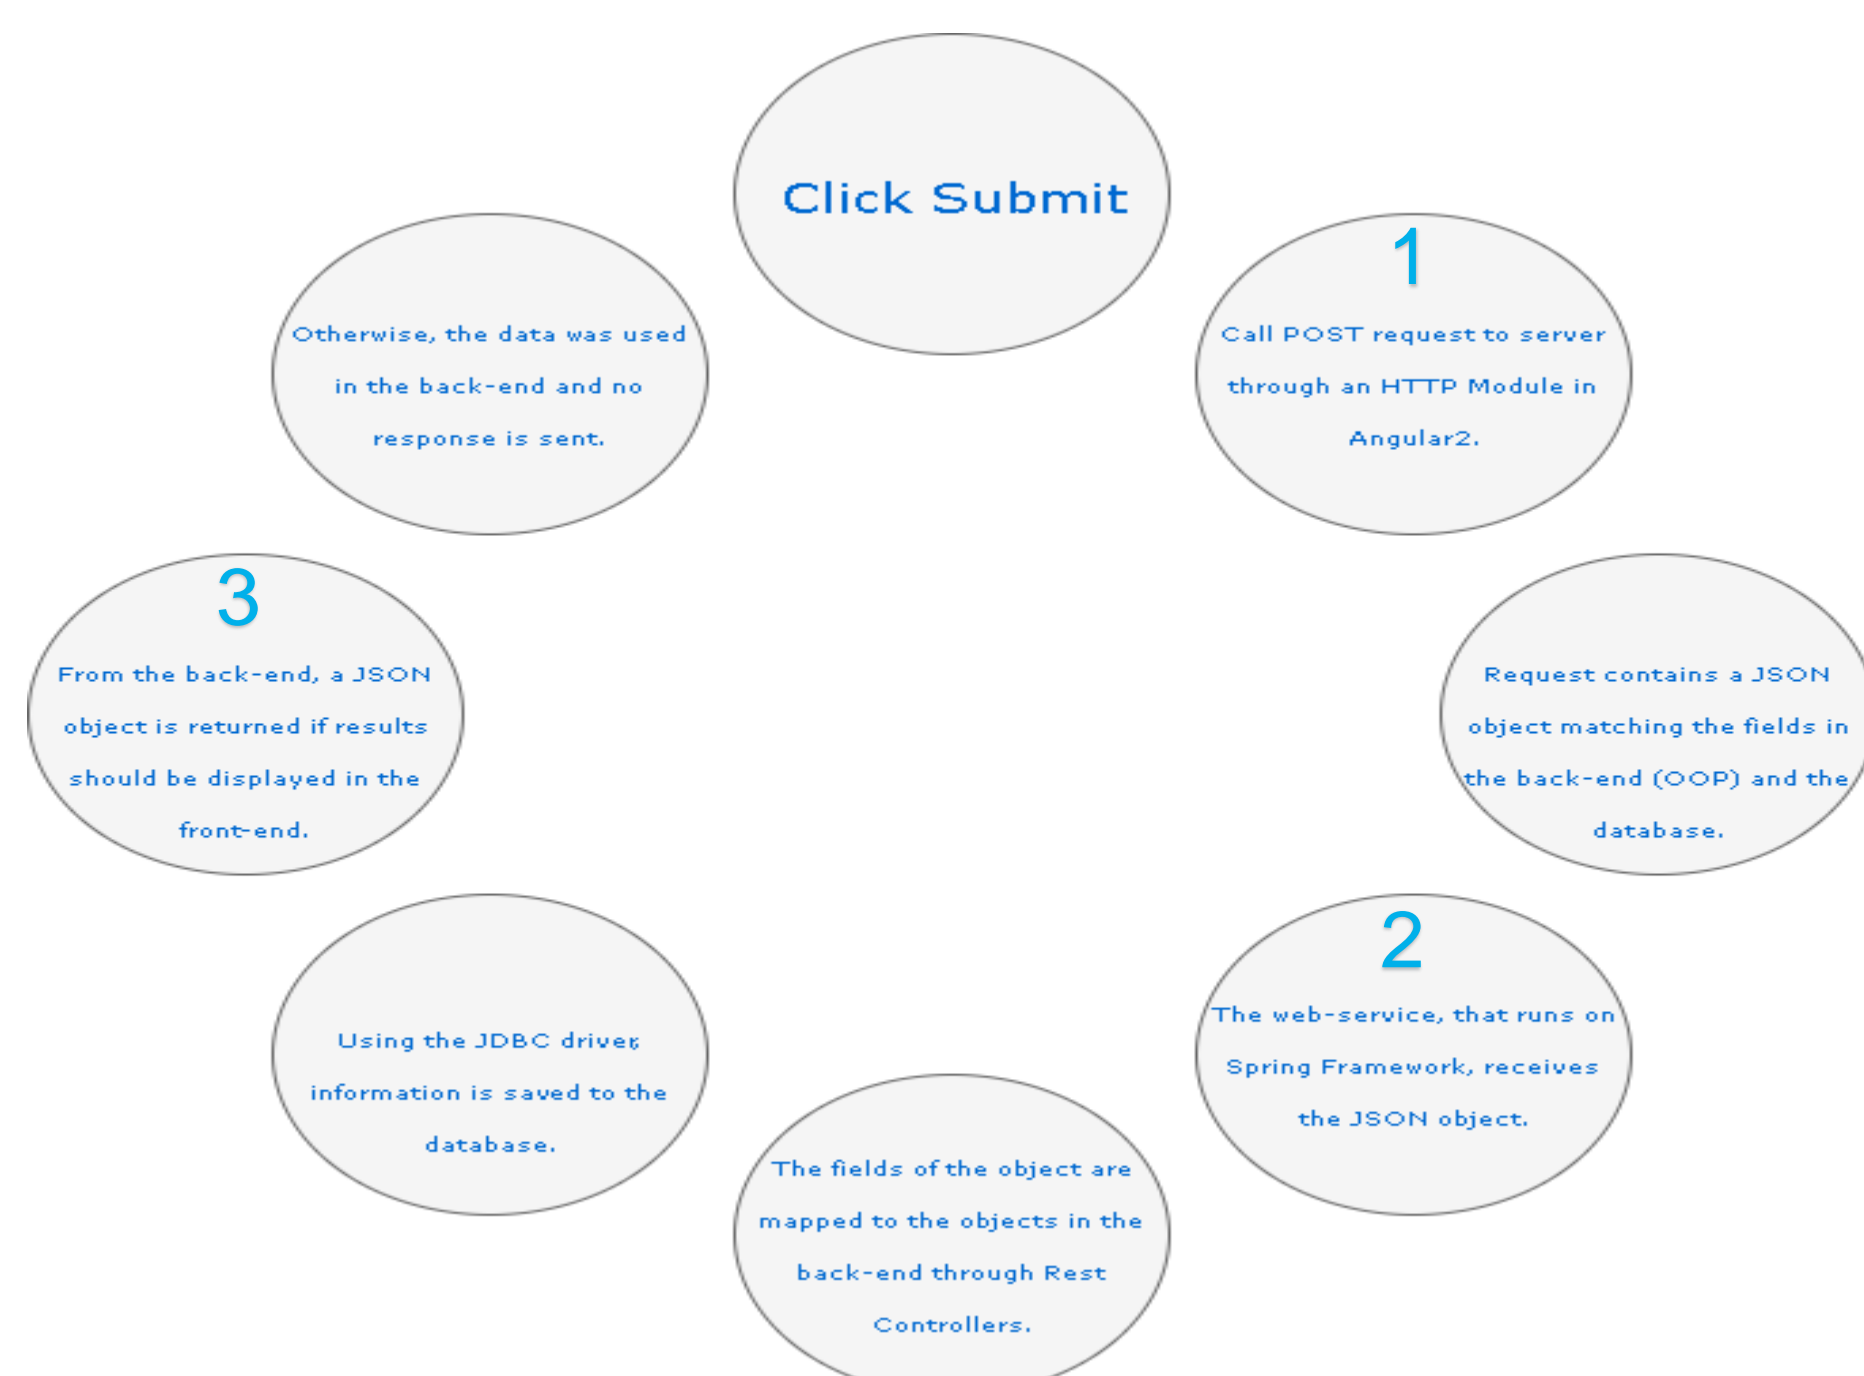 Click Submit
1
Call POST request to server
through an HTTP Module in
Angular2.
Request contains a JSON
object matching the fields in
the back-end (OOP) and the
database.
2
The web-service, that runs on
Spring Framework, receives
the JSON object.
The fields of the object are
mapped to the objects in the
back-end through Rest
Controllers.
Using the JDBC driver,
information is saved to the
database.
3
From the back-end, a JSON
object is returned if results
should be displayed in the
front-end.
Otherwise, the data was used
in the back-end and no
response is sent.